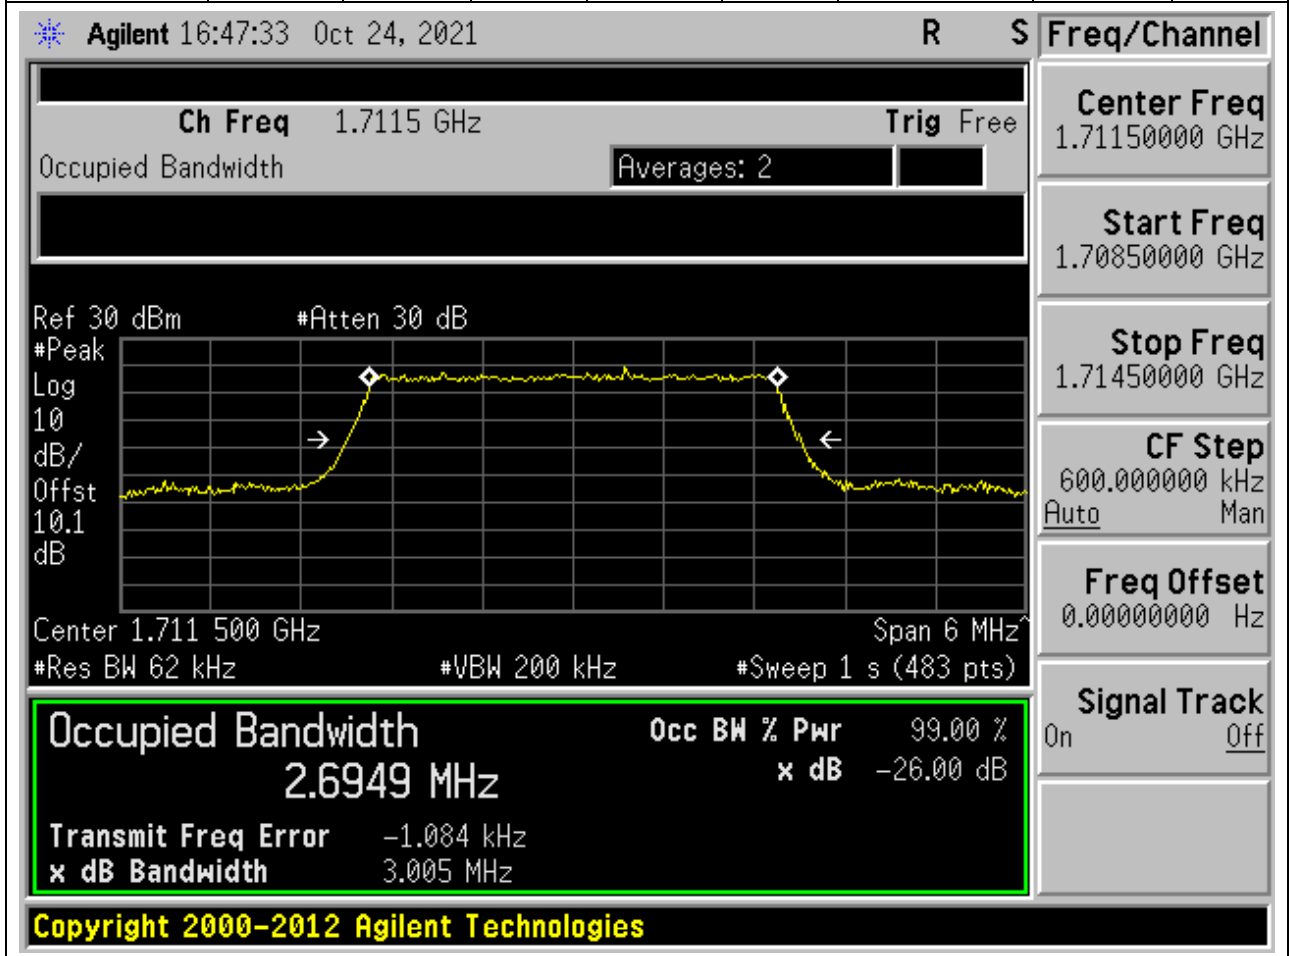 Agilent 16:47:33 Oct 24, 2021 R S Freq/Channel
Ch Freq 1.7115 GHz Trig Free
Occupied Bandwidth Averages: 2
Center Freq
1.71150000 GHz
Start Freq
1.70850000 GHz
Stop Freq
1.71450000 GHz
CF Step
600.000000 kHz
Auto Man
Freq Offset
0.00000000 Hz
Signal Track
On Off
Ref 30 dBm #Atten 30 dB
#Peak
Log
10
dB/
Offst
10.1
dB
Center 1.711 500 GHz Span 6 MHz^
#Res BW 62 kHz #VBW 200 kHz #Sweep 1 s (483 pts)
Occupied Bandwidth Occ BW % Pwr 99.00 %
2.6949 MHz x dB -26.00 dB
Transmit Freq Error -1.084 kHz
x dB Bandwidth 3.005 MHz
Copyright 2000-2012 Agilent Technologies